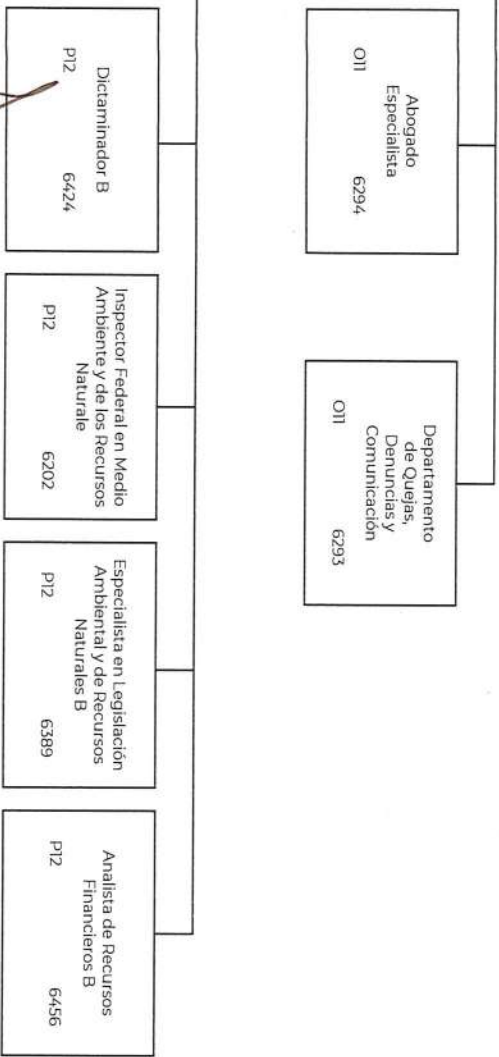 Abogado
Especialista
O11 6294
Departamento
de Quejas,
Denuncias y
Comunicación
O11 6293
Dictaminador B
P12 6424
Inspector Federal en Medio
Ambiente y de los Recursos
Naturale
P12 6202
Especialista en Legislación
Ambiental y de Recursos
Naturales B
P12 6389
Analista de Recursos
Financieros B
P12 6456